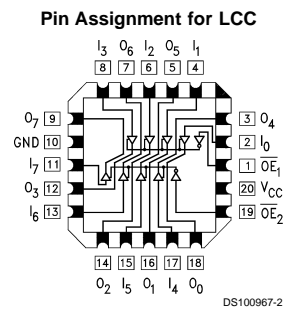 Pin Assignment for LCC
I3 O6 I2 O5 I1
8 7 6 5 4
O7 9
GND 10
I7 11
O3 12
I6 13
3 O4
2 I0
1 O̅E̅1
20 VCC
19 O̅E̅2
14 15 16 17 18
O2 I5 O1 I4 O0
DS100967-2